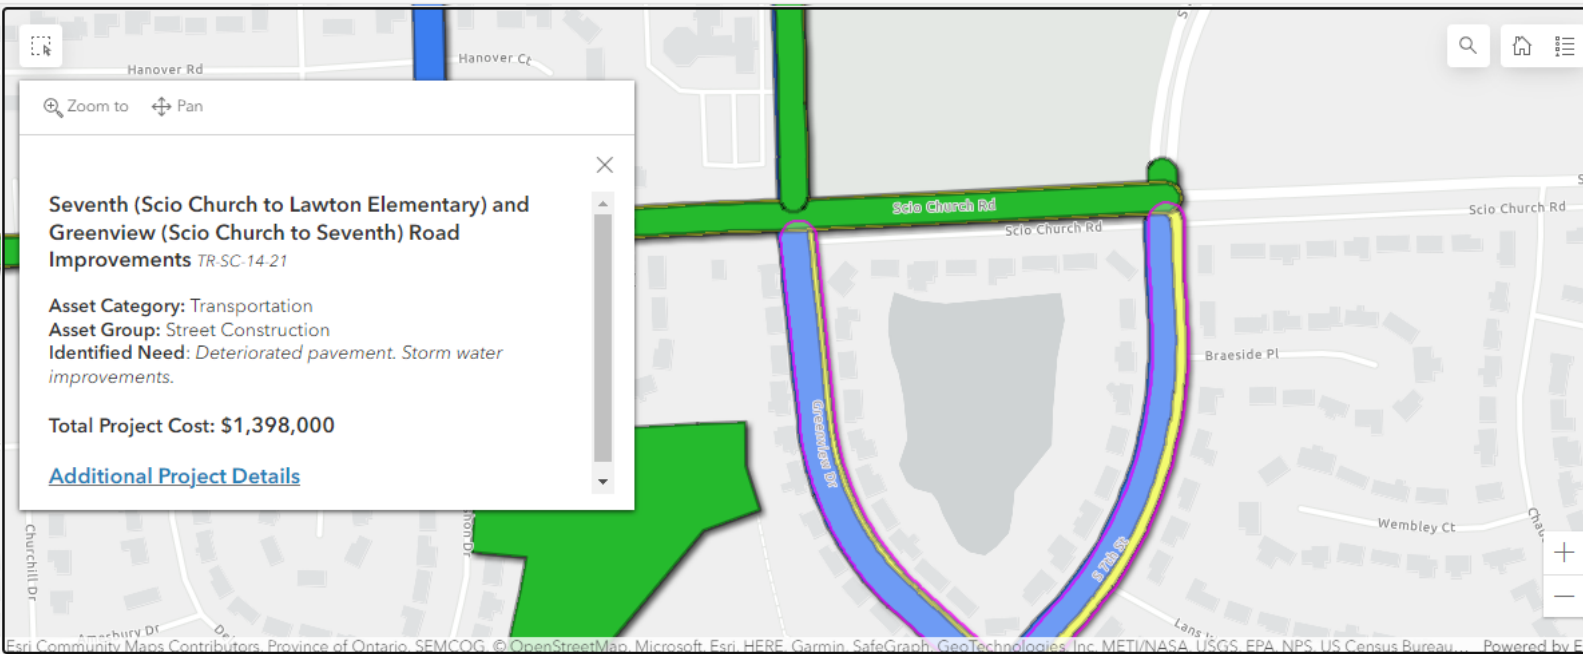 Hanover Rd
Hanover Ct
Zoom to
Pan
Seventh (Scio Church to Lawton Elementary) and
Greenview (Scio Church to Seventh) Road
Improvements TR-SC-14-21
Asset Category: Transportation
Asset Group: Street Construction
Identified Need: Deteriorated pavement. Storm water
improvements.
Total Project Cost: $1,398,000
Additional Project Details
Scio Church Rd
Scio Church Rd
Scio Church Rd
Braeside Pl
Greenview Dr
Wembley Ct
S 7th St
Churchill Dr
Esri Community Maps Contributors, Province of Ontario, SEMCOG, © OpenStreetMap, Microsoft, Esri, HERE, Garmin, SafeGraph, GeoTechnologies, Inc, METI/NASA, USGS, EPA, NPS, US Census Bureau...
Powered by E